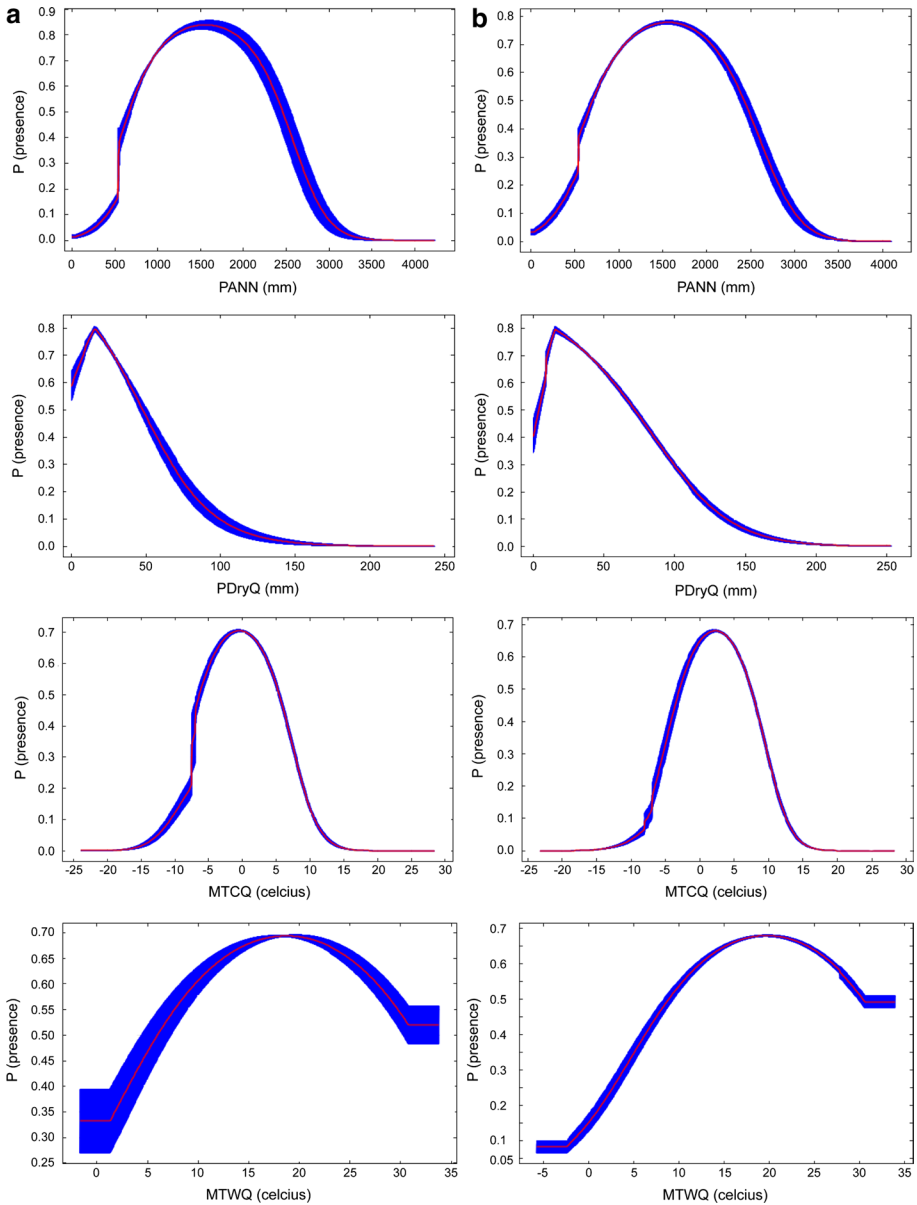 a
b
0.9
0.8
0.7
0.6
0.5
0.4
0.3
0.2
0.1
0.0
P (presence)
0 500 1000 1500 2000 2500 3000 3500 4000
PANN (mm)
0.8
0.7
0.6
0.5
0.4
0.3
0.2
0.1
0.0
P (presence)
0 500 1000 1500 2000 2500 3000 3500 4000
PANN (mm)
0.8
0.7
0.6
0.5
0.4
0.3
0.2
0.1
0.0
P (presence)
0 50 100 150 200 250
PDryQ (mm)
0.8
0.7
0.6
0.5
0.4
0.3
0.2
0.1
0.0
P (presence)
0 50 100 150 200 250
PDryQ (mm)
0.7
0.6
0.5
0.4
0.3
0.2
0.1
0.0
P (presence)
-25 -20 -15 -10 -5 0 5 10 15 20 25 30
MTCQ (celcius)
0.7
0.6
0.5
0.4
0.3
0.2
0.1
0.0
P (presence)
-25 -20 -15 -10 -5 0 5 10 15 20 25 30
MTCQ (celcius)
0.70
0.65
0.60
0.55
0.50
0.45
0.40
0.35
0.30
0.25
P (presence)
0 5 10 15 20 25 30 35
MTWQ (celcius)
0.7
0.6
0.5
0.4
0.3
0.2
0.1
0.05
P (presence)
-5 0 5 10 15 20 25 30 35
MTWQ (celcius)